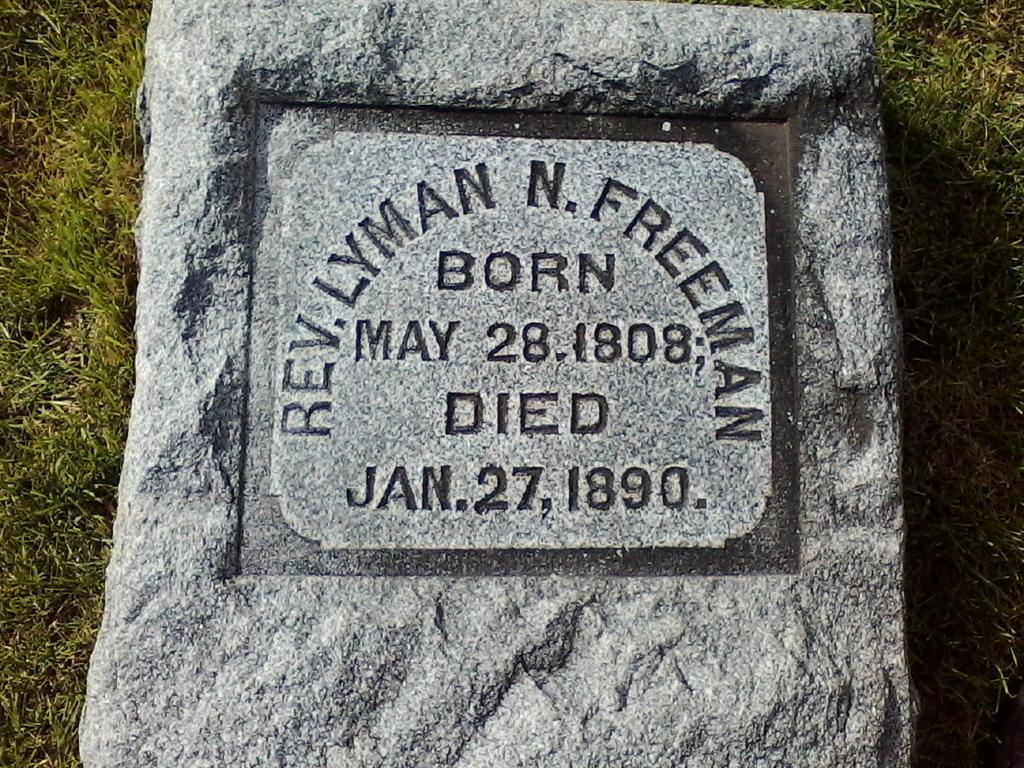 REV. LYMAN N. FREEMAN
BORN
MAY 28.1808;
DIED
JAN.27, 1890.